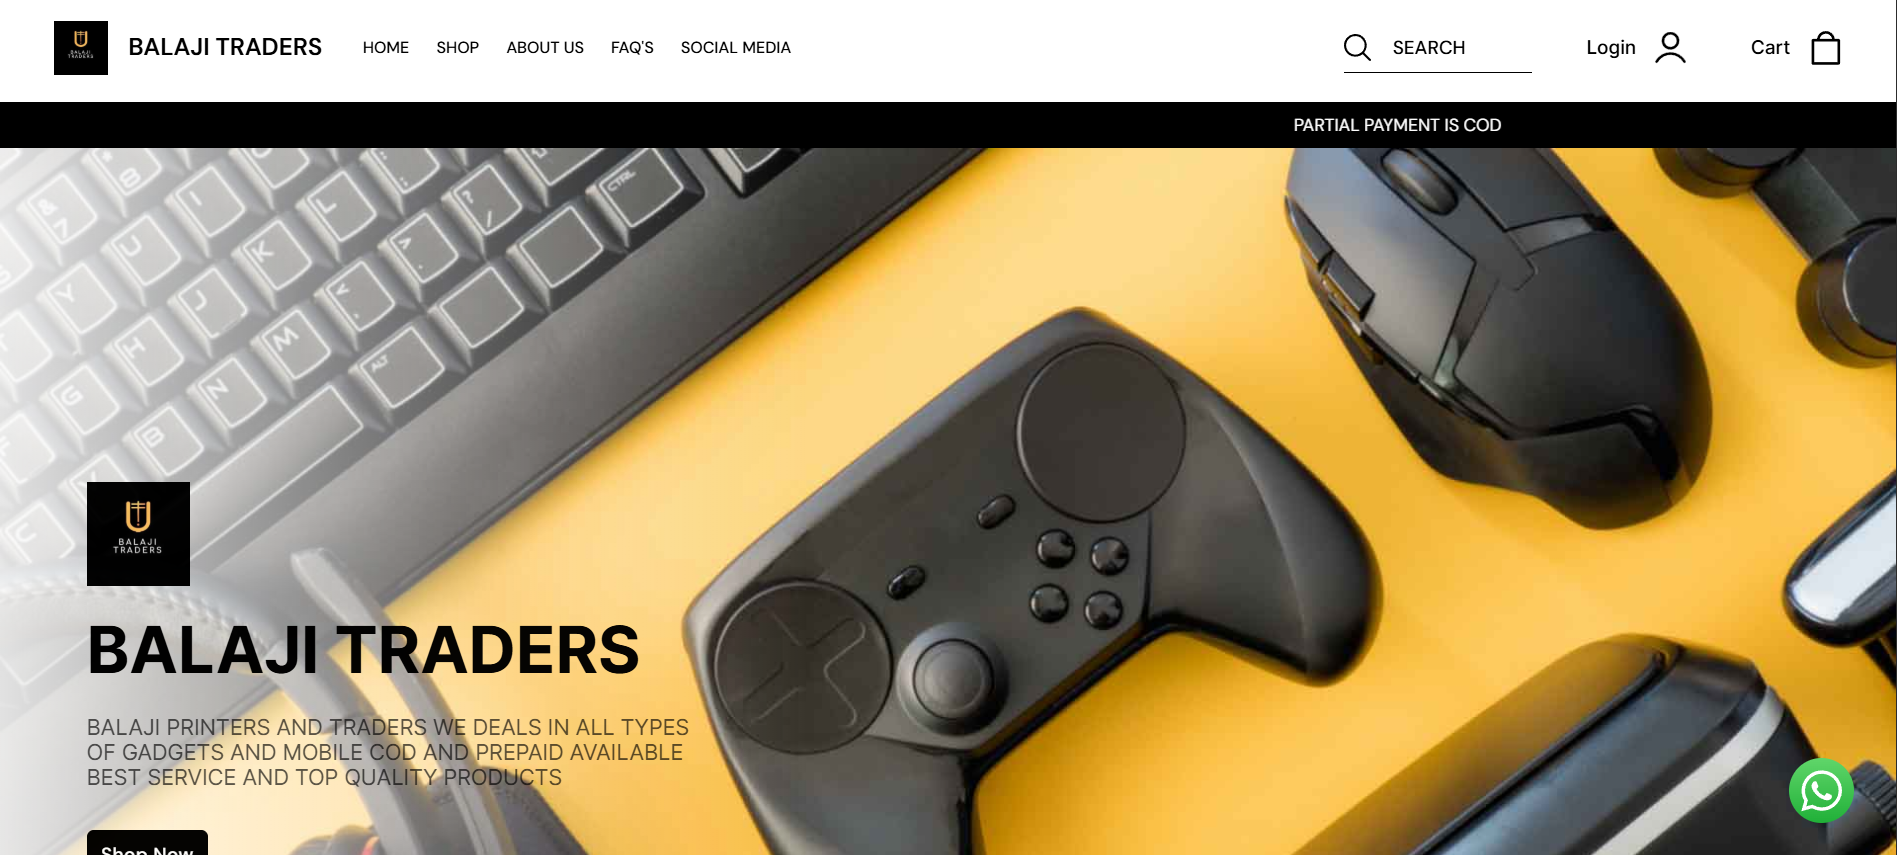 BALAJI TRADERS
BALAJI TRADERS HOME SHOP ABOUT US FAQ'S SOCIAL MEDIA SEARCH Login Cart
PARTIAL PAYMENT IS COD
BALAJI
TRADERS
BALAJI TRADERS
BALAJI PRINTERS AND TRADERS WE DEALS IN ALL TYPES
OF GADGETS AND MOBILE COD AND PREPAID AVAILABLE
BEST SERVICE AND TOP QUALITY PRODUCTS
Shop Now